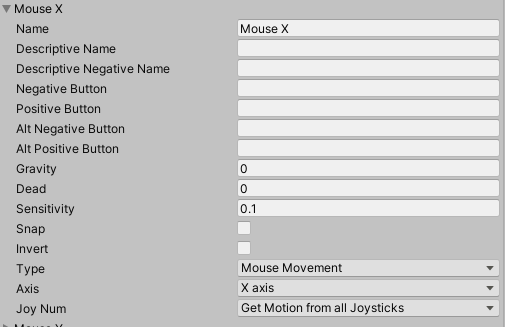 Mouse X
Name Mouse X
Descriptive Name
Descriptive Negative Name
Negative Button
Positive Button
Alt Negative Button
Alt Positive Button
Gravity 0
Dead 0
Sensitivity 0.1
Snap
Invert
Type Mouse Movement
Axis X axis
Joy Num Get Motion from all Joysticks